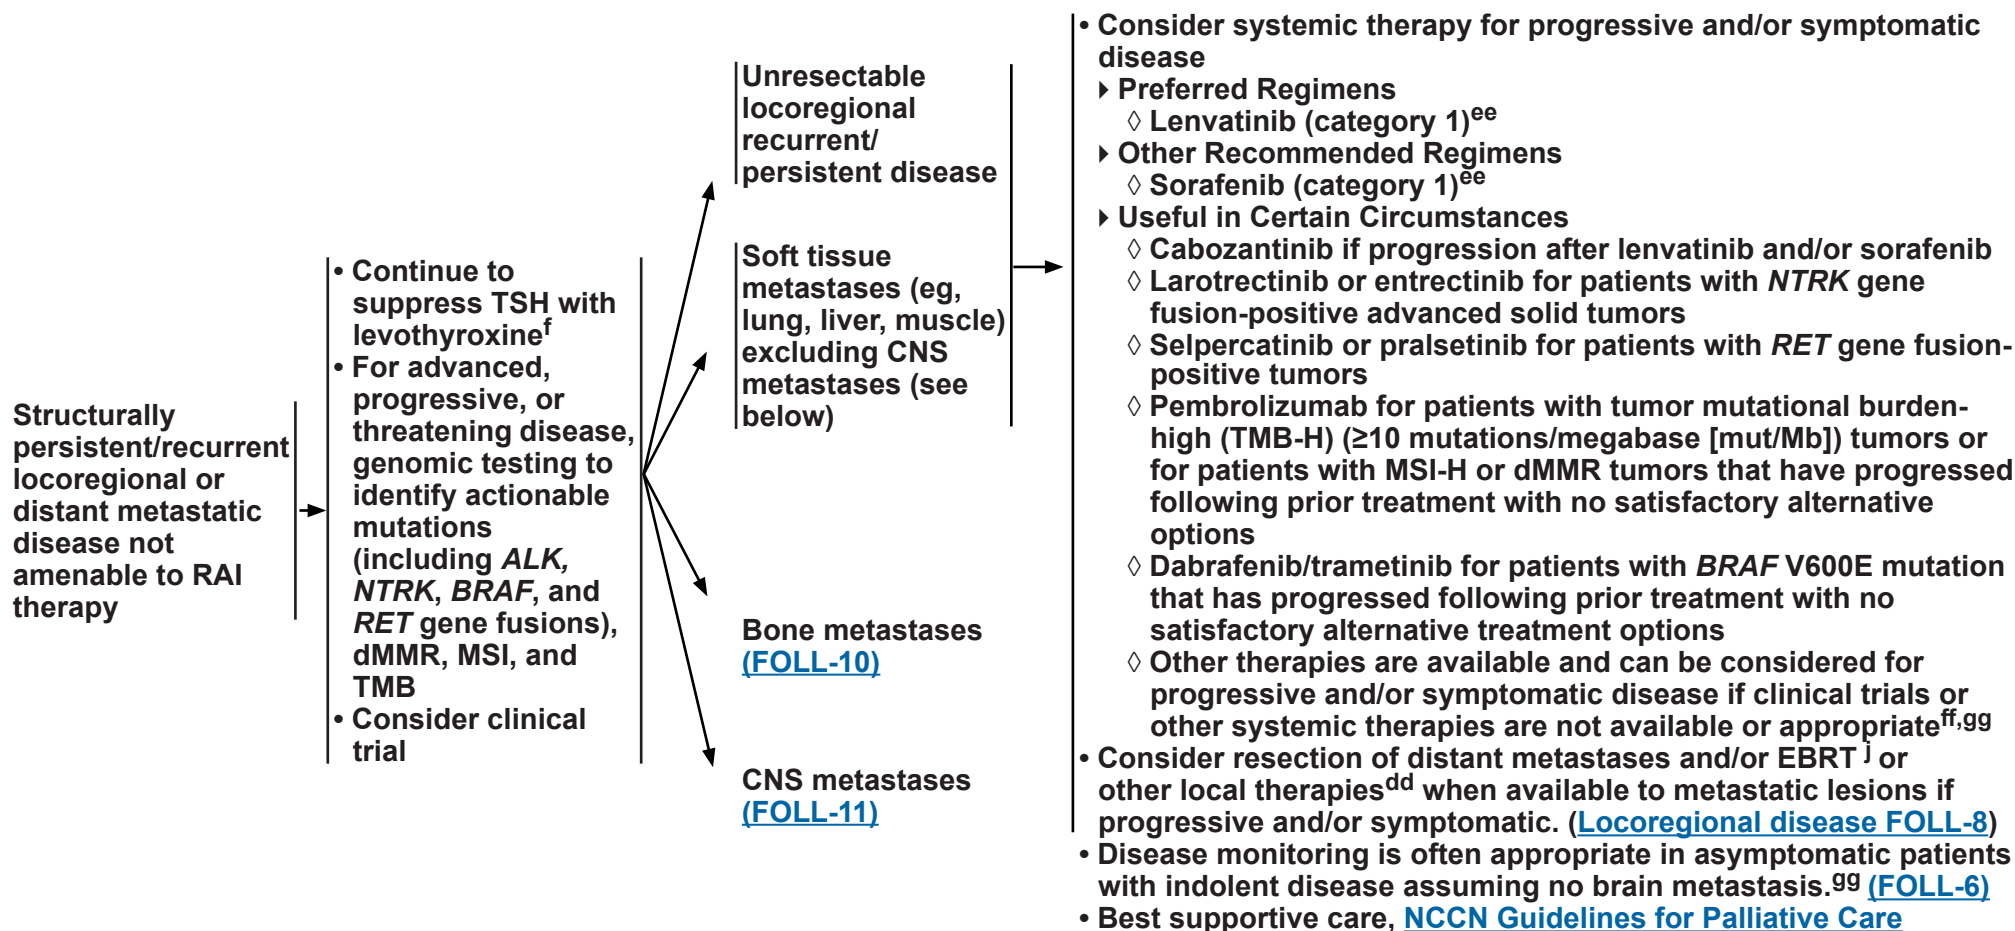 Structurally
persistent/recurrent
locoregional or
distant metastatic
disease not
amenable to RAI
therapy
• Continue to
suppress TSH with
levothyroxinef
• For advanced,
progressive, or
threatening disease,
genomic testing to
identify actionable
mutations
(including ALK,
NTRK, BRAF, and
RET gene fusions),
dMMR, MSI, and
TMB
• Consider clinical
trial
Unresectable
locoregional
recurrent/
persistent disease
Soft tissue
metastases (eg,
lung, liver, muscle)
excluding CNS
metastases (see
below)
Bone metastases
(FOLL-10)
CNS metastases
(FOLL-11)
• Consider systemic therapy for progressive and/or symptomatic
disease
▸ Preferred Regimens
◊ Lenvatinib (category 1)ee
▸ Other Recommended Regimens
◊ Sorafenib (category 1)ee
▸ Useful in Certain Circumstances
◊ Cabozantinib if progression after lenvatinib and/or sorafenib
◊ Larotrectinib or entrectinib for patients with NTRK gene
fusion-positive advanced solid tumors
◊ Selpercatinib or pralsetinib for patients with RET gene fusion-
positive tumors
◊ Pembrolizumab for patients with tumor mutational burden-
high (TMB-H) (≥10 mutations/megabase [mut/Mb]) tumors or
for patients with MSI-H or dMMR tumors that have progressed
following prior treatment with no satisfactory alternative
options
◊ Dabrafenib/trametinib for patients with BRAF V600E mutation
that has progressed following prior treatment with no
satisfactory alternative treatment options
◊ Other therapies are available and can be considered for
progressive and/or symptomatic disease if clinical trials or
other systemic therapies are not available or appropriateff,gg
• Consider resection of distant metastases and/or EBRT j or
other local therapiesdd when available to metastatic lesions if
progressive and/or symptomatic. (Locoregional disease FOLL-8)
• Disease monitoring is often appropriate in asymptomatic patients
with indolent disease assuming no brain metastasis.gg (FOLL-6)
• Best supportive care, NCCN Guidelines for Palliative Care